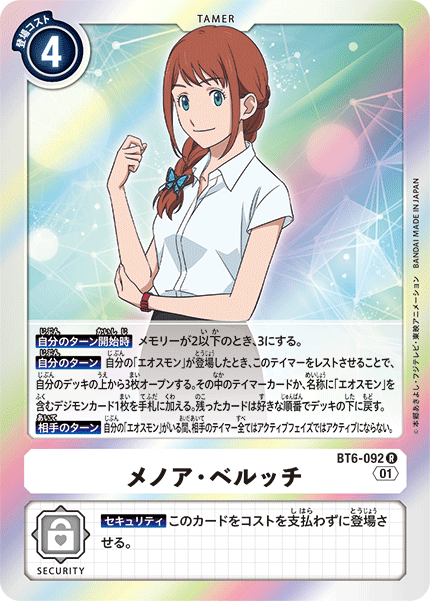 TAMER
登場コスト
4
自分のターン開始時 メモリーが2以下のとき、3にする。
自分のターン 自分の「エオスモン」が登場したとき、このテイマーをレストさせることで、
自分のデッキの上から3枚オープンする。その中のテイマーカードか、名称に「エオスモン」を
含むデジモンカード1枚を手札に加える。残ったカードは好きな順番でデッキの下に戻す。
相手のターン 自分の「エオスモン」がいる間、相手のテイマー全てはアクティブフェイズではアクティブにならない。
©本郷あきよし・フジテレビ・東映アニメーション BANDAI MADE IN JAPAN
BT6-092 R
01
メノア・ベルッチ
セキュリティ このカードをコストを支払わずに登場さ
せる。
SECURITY